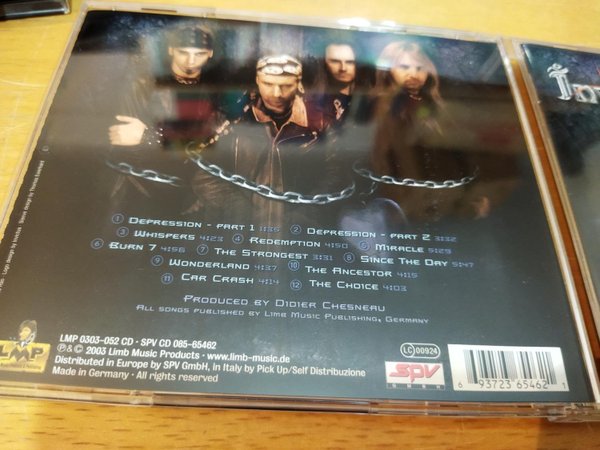 In
1 Depression - part 1 1:35 2 Depression - part 2 3:32
3 Whispers 4:23 4 Redemption 4:50 5 Miracle 5:29
6 Burn 7 4:56 7 The Strongest 3:31 8 Since The Day 5:47
9 Wonderland 4:37 10 The Ancestor 4:15
11 Car Crash 4:14 12 The Choice 4:03
Produced by Didier Chesneau
All songs published by Limb Music Publishing, Germany
LMP
LMP 0303-052 CD · SPV CD 085-65462
℗ & © 2003 Limb Music Products · www.limb-music.de
Distributed in Europe by SPV GmbH, in Italy by Pick Up/Self Distribuzione
Made in Germany · All rights reserved
LC 00924
SPV
GMBH
6 93723 65462 1